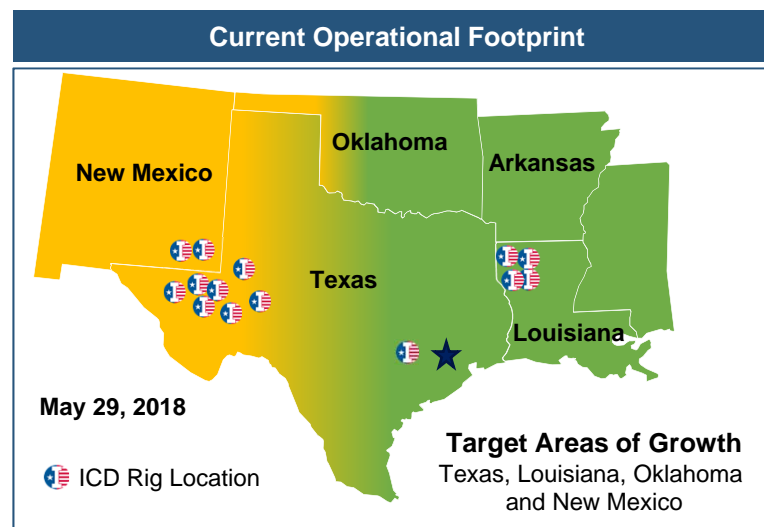 Current Operational Footprint
Oklahoma
Arkansas
New Mexico
Texas
Louisiana
May 29, 2018
Target Areas of Growth
ICD Rig Location
Texas, Louisiana, Oklahoma
and New Mexico